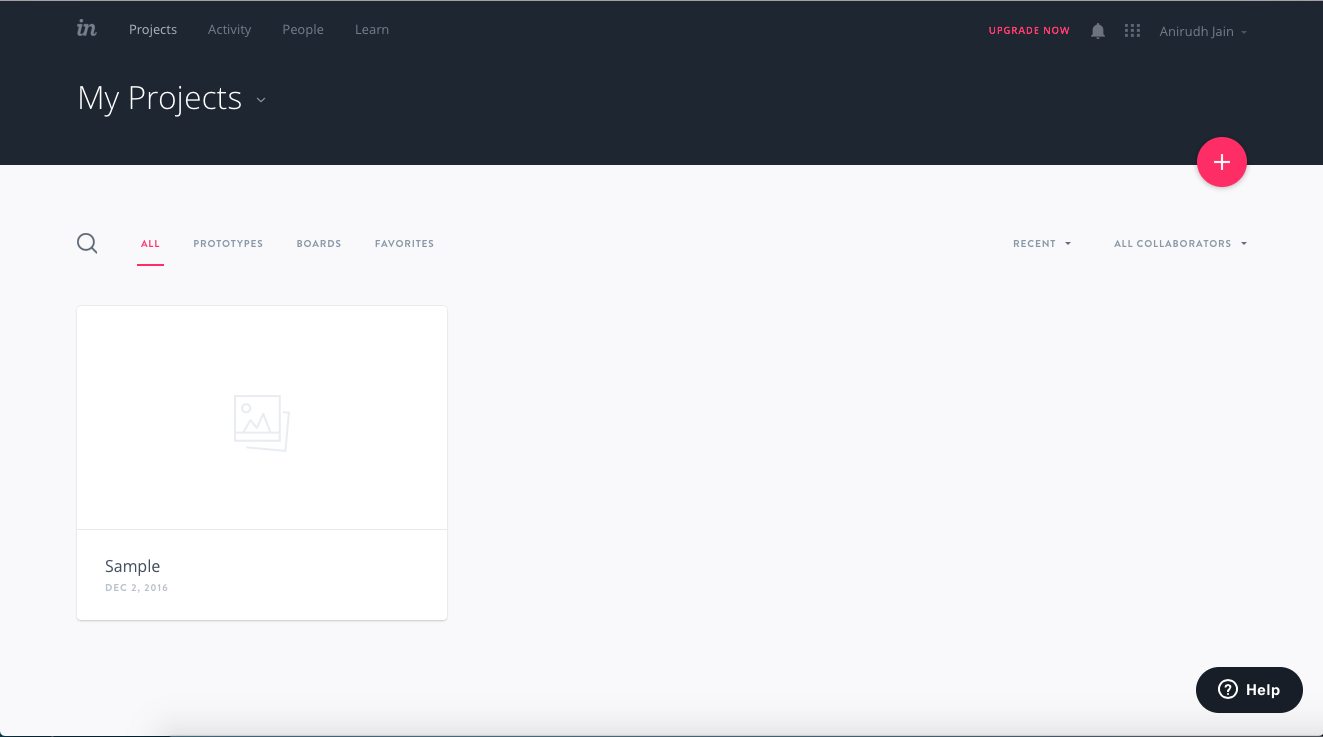 in Projects Activity People Learn UPGRADE NOW Anirudh Jain
My Projects
ALL PROTOTYPES BOARDS FAVORITES RECENT ALL COLLABORATORS
Sample
DEC 2, 2016
Help